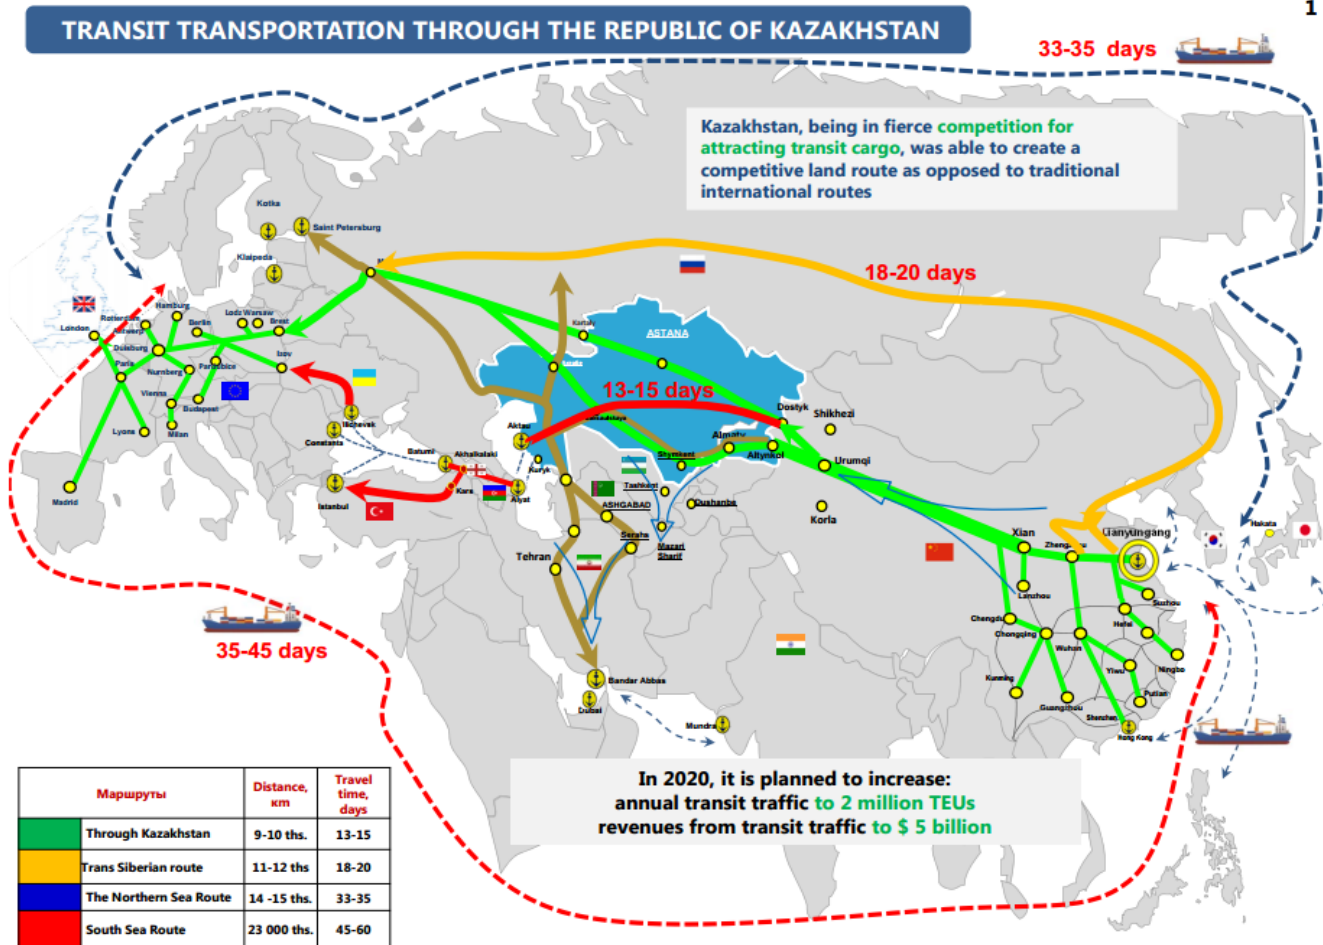 1
TRANSIT TRANSPORTATION THROUGH THE REPUBLIC OF KAZAKHSTAN
33-35 days
Kazakhstan, being in fierce competition for
attracting transit cargo, was able to create a
competitive land route as opposed to traditional
international routes
Kotka
Saint Petersburg
Klaipeda
18-20 days
Hamburg
Rotterdam
Lodz Warsaw
Berlin
Brest
London
Antwerp
Duisburg
Paris
Nurnberg
Pardubice
Izov
Vienna
Budapest
Lyons
Milan
Madrid
Kartaly
ASTANA
13-15 days
Dostyk
Shikhezi
Ilichevsk
Constanta
Aktau
Almaty
Altynkol
Batumi
Akhalkalaki
Kuryk
Shymkent
Urumqi
Istanbul
Kars
Alyat
Tashkent
ASHGABAD
Dushanbe
Korla
Serahs
Mazari
Sharif
Tehran
Xian
Lianyungang
Hakata
Lanzhou
Suzhou
Chengdu
Hefei
Chongqing
Wuhan
Yiwu
Ningbo
Kunming
Guangzhou
Putian
Shenzhen
Hong Kong
35-45 days
Bandar Abbas
Dubai
Mundra
In 2020, it is planned to increase:
annual transit traffic to 2 million TEUs
revenues from transit traffic to $ 5 billion
Маршруты Distance, км Travel time, days
Through Kazakhstan 9-10 ths. 13-15
Trans Siberian route 11-12 ths 18-20
The Northern Sea Route 14 -15 ths. 33-35
South Sea Route 23 000 ths. 45-60